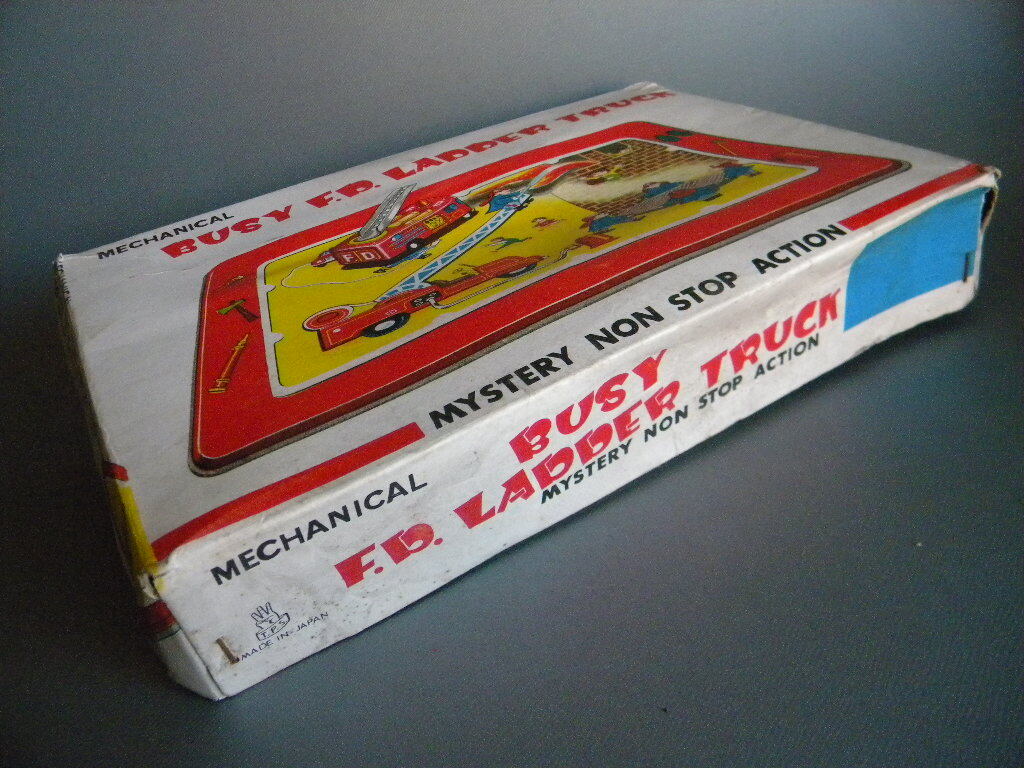 MECHANICAL
BUSY F.D. LADDER TRUCK
FD
MYSTERY NON STOP ACTION
MECHANICAL
BUSY
F.D. LADDER TRUCK
MYSTERY NON STOP ACTION
T.P.S
MADE IN JAPAN